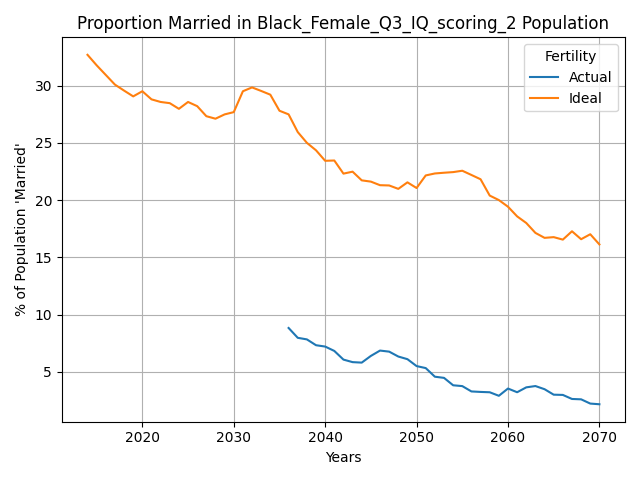 Proportion Married in Black_Female_Q3_IQ_scoring_2 Population
Fertility
Actual
Ideal
% of Population 'Married'
30
25
20
15
10
5
2020 2030 2040 2050 2060 2070
Years